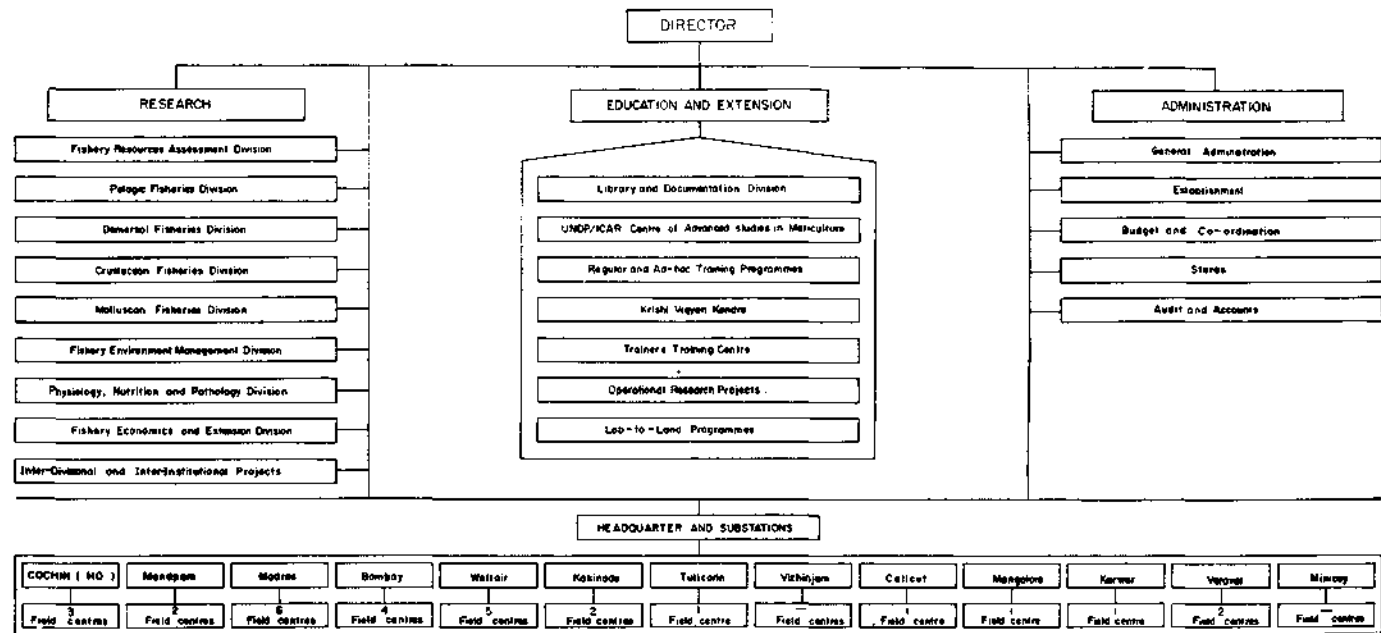 DIRECTOR
RESEARCH
EDUCATION AND EXTENSION
ADMINISTRATION
Fishery Resources Assessment Division
Pelagic Fisheries Division
Demersal Fisheries Division
Crustacean Fisheries Division
Molluscan Fisheries Division
Fishery Environment Management Division
Physiology, Nutrition and Pathology Division
Fishery Economics and Extension Division
Inter-Divisional and Inter-Institutional Projects
Library and Documentation Division
UNDP/ICAR Centre of Advanced studies in Mariculture
Regular and Ad-hoc Training Programmes
Krishi Vigyan Kendra
Trainers Training Centre
+
Operational Research Projects
Lab-to-Land Programmes
General Administration
Establishment
Budget and Co-ordination
Stores
Audit and Accounts
HEADQUARTER AND SUBSTATIONS
COCHIN (HQ) Mandapam Madras Bombay Waltair Kakinada Tuticorin Vizhinjam Calicut Mangalore Karwar Veraval Minicoy
3 2 6 4 5 2 1 — 1 1 1 2 —
Field centres Field centres Field centres Field centres Field centres Field centres Field centre Field centres Field centre Field centre Field centre Field centres Field centre